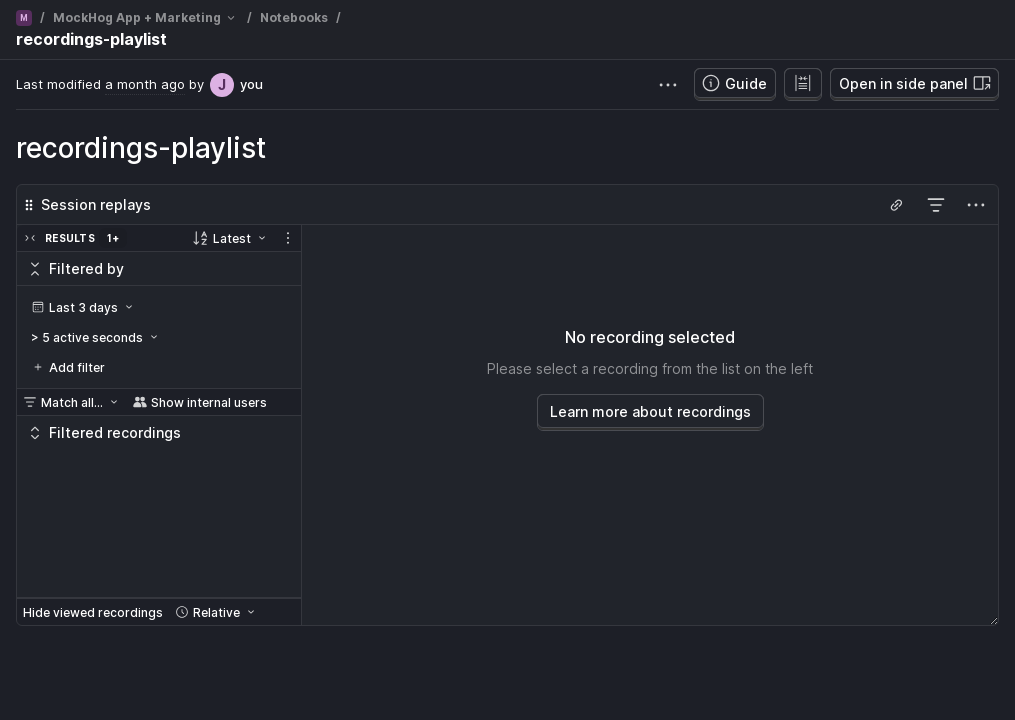 M / MockHog App + Marketing / Notebooks /
recordings-playlist
Last modified a month ago by J you
Guide
Open in side panel
recordings-playlist
Session replays
RESULTS 1+ Latest
Filtered by
Last 3 days
> 5 active seconds
Add filter
Match all... Show internal users
Filtered recordings
Hide viewed recordings Relative
No recording selected
Please select a recording from the list on the left
Learn more about recordings